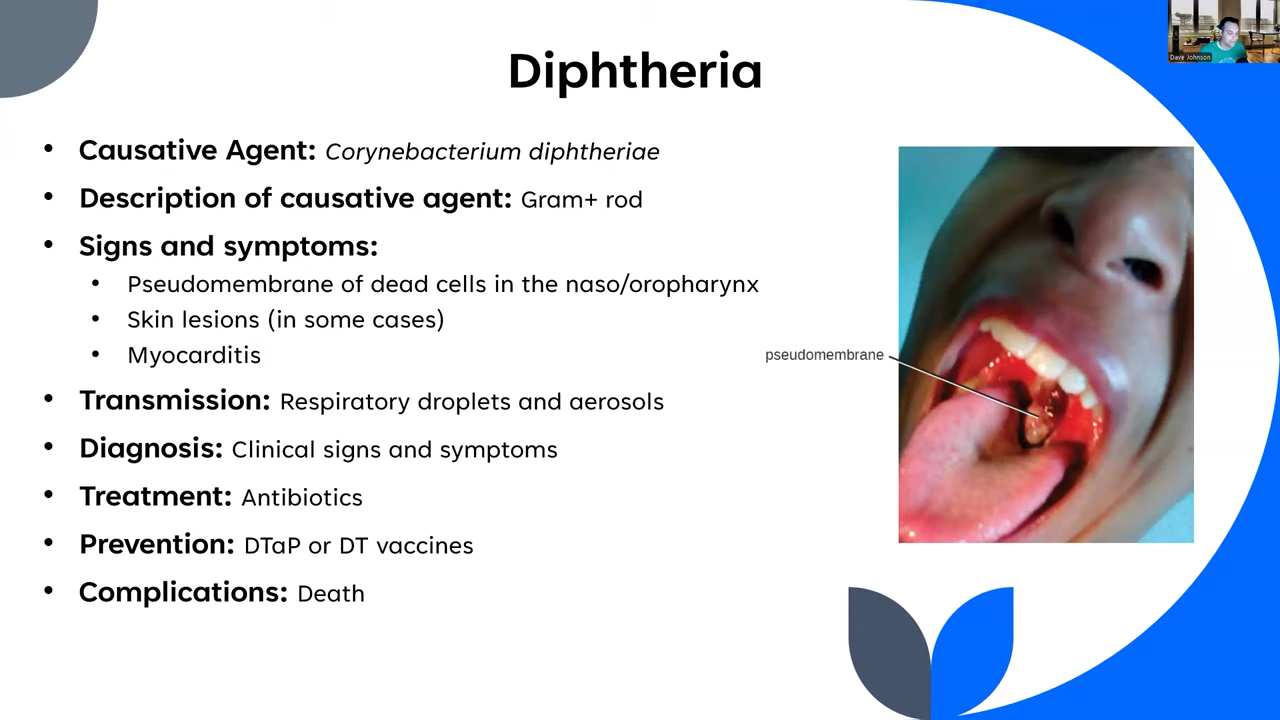 Diphtheria
Dave Johnson
• Causative Agent: Corynebacterium diphtheriae
• Description of causative agent: Gram+ rod
• Signs and symptoms:
• Pseudomembrane of dead cells in the naso/oropharynx
• Skin lesions (in some cases)
• Myocarditis
pseudomembrane
• Transmission: Respiratory droplets and aerosols
• Diagnosis: Clinical signs and symptoms
• Treatment: Antibiotics
• Prevention: DTaP or DT vaccines
• Complications: Death